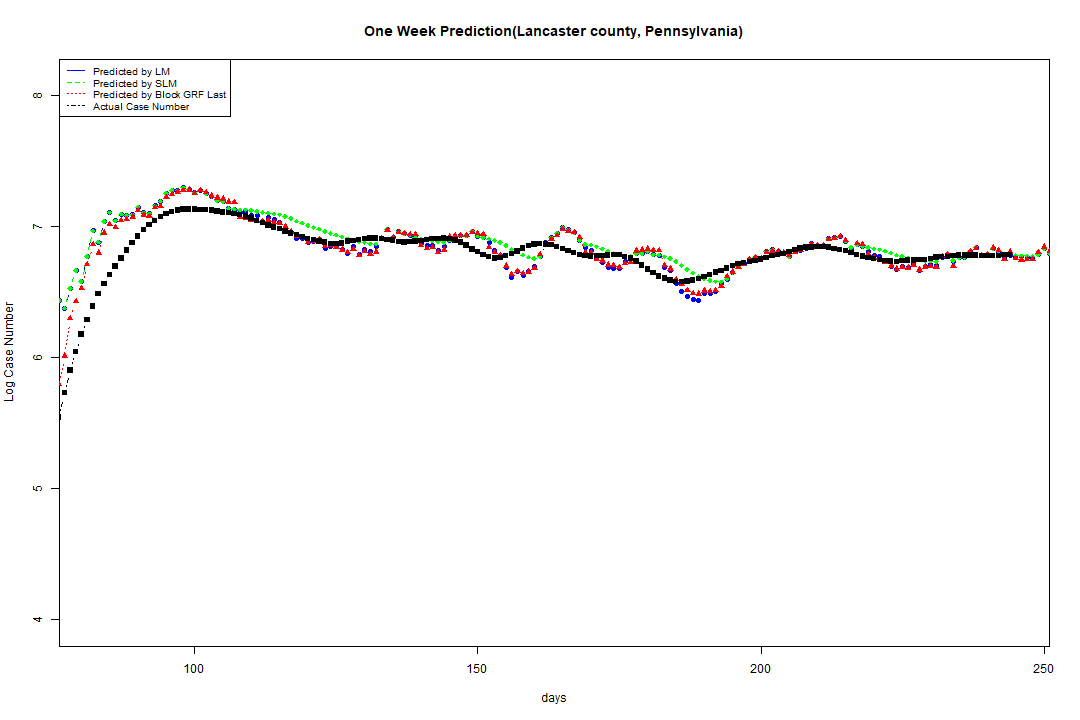 One Week Prediction(Lancaster county, Pennsylvania)
Predicted by LM
Predicted by SLM
Predicted by Block GRF Last
Actual Case Number
8
7
6
5
4
Log Case Number
100 150 200 250
days